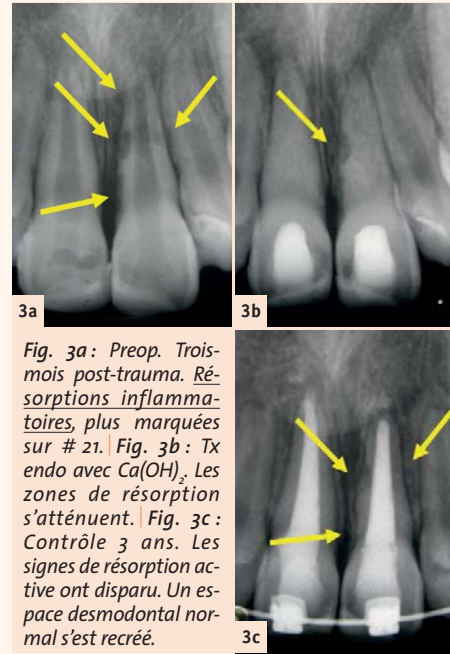 3a
3b
Fig. 3a : Preop. Trois-
mois post-trauma. Ré-
sorptions inflamma-
toires, plus marquées
sur # 21. | Fig. 3b : Tx
endo avec Ca(OH)₂. Les
zones de résorption
s'atténuent. | Fig. 3c :
Contrôle 3 ans. Les
signes de résorption ac-
tive ont disparu. Un es-
pace desmodontal nor-
mal s'est recréé.
3c